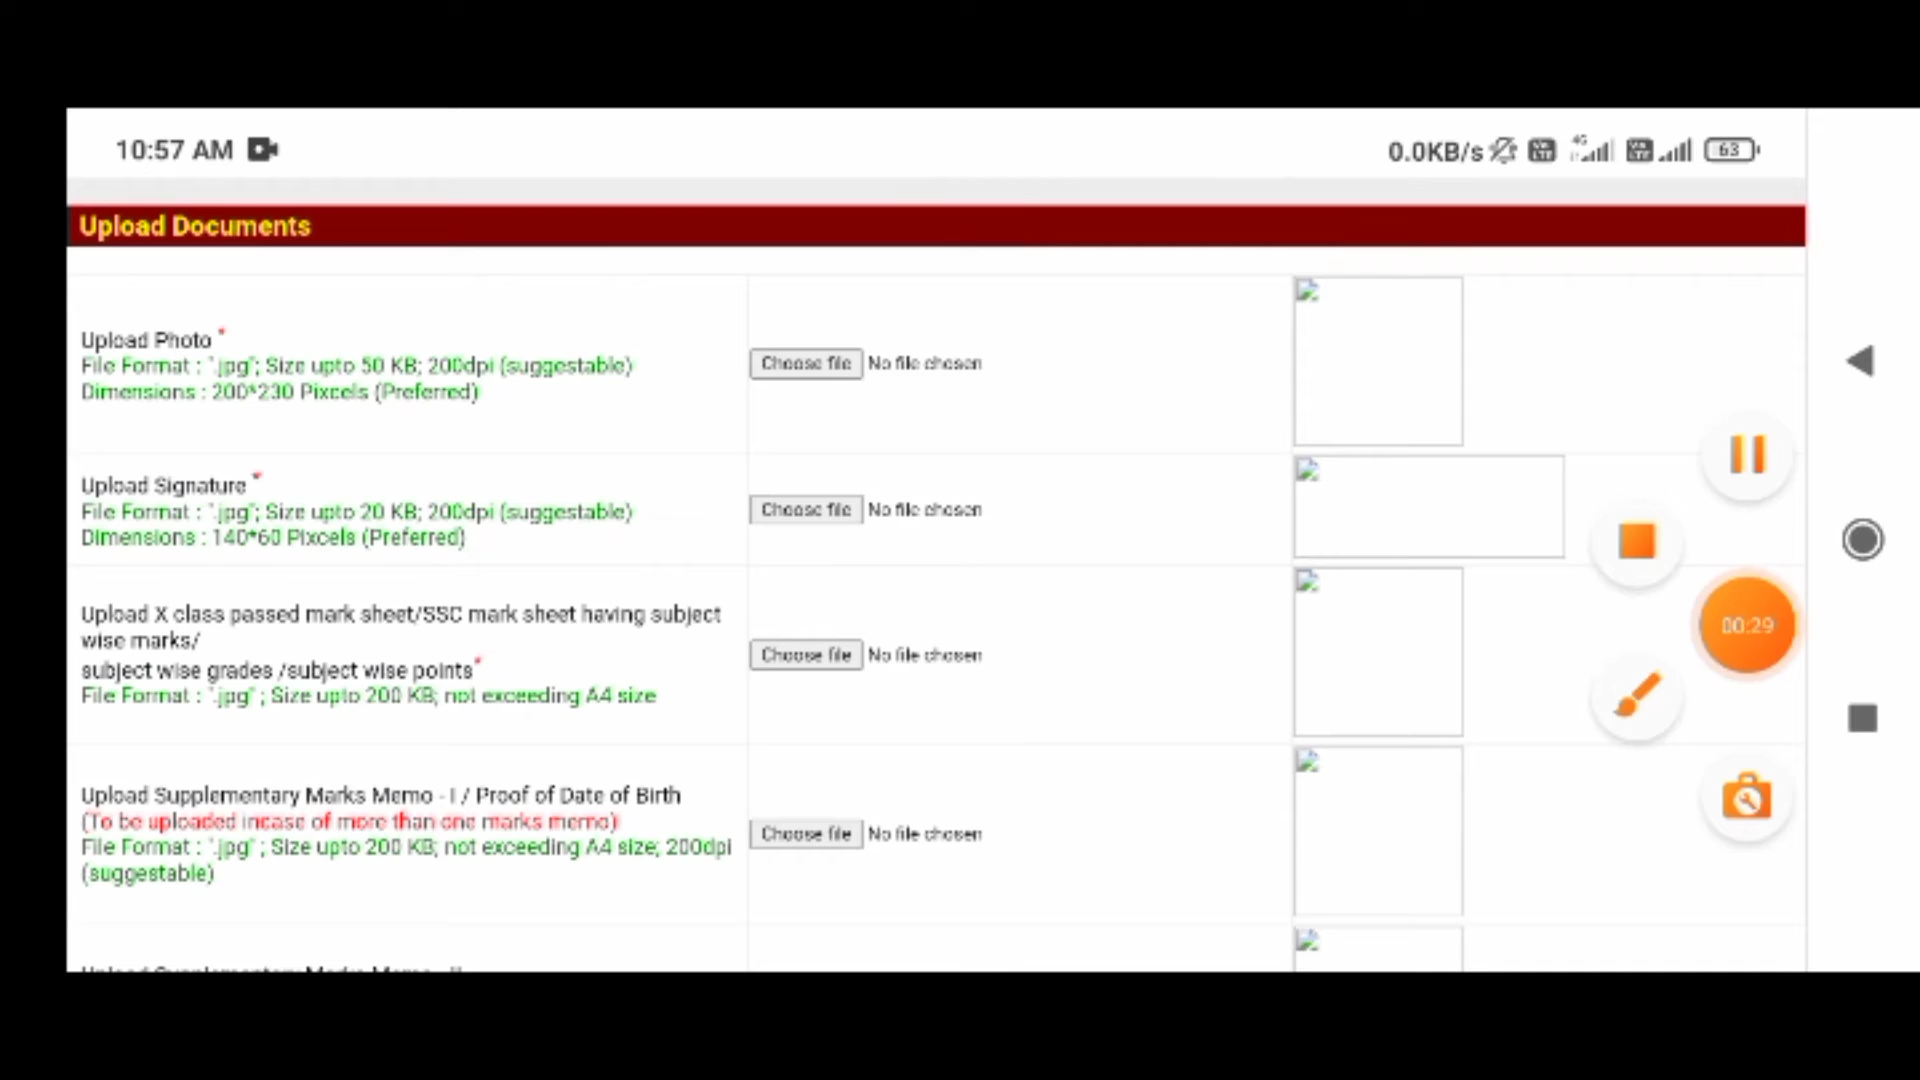 10:57 AM
0.0KB/s 4G 63
Upload Documents
Upload Photo *
File Format : ".jpg"; Size upto 50 KB; 200dpi (suggestable)
Dimensions : 200*230 Pixcels (Preferred)
Choose file No file chosen
Upload Signature *
File Format : ".jpg"; Size upto 20 KB; 200dpi (suggestable)
Dimensions : 140*60 Pixcels (Preferred)
Choose file No file chosen
Upload X class passed mark sheet/SSC mark sheet having subject
wise marks/
subject wise grades /subject wise points*
File Format : ".jpg" ; Size upto 200 KB; not exceeding A4 size
Choose file No file chosen
00:29
Upload Supplementary Marks Memo - I / Proof of Date of Birth
(To be uploaded incase of more than one marks memo)
File Format : ".jpg" ; Size upto 200 KB; not exceeding A4 size; 200dpi
(suggestable)
Choose file No file chosen
Upload Supplementary Marks Memo - II